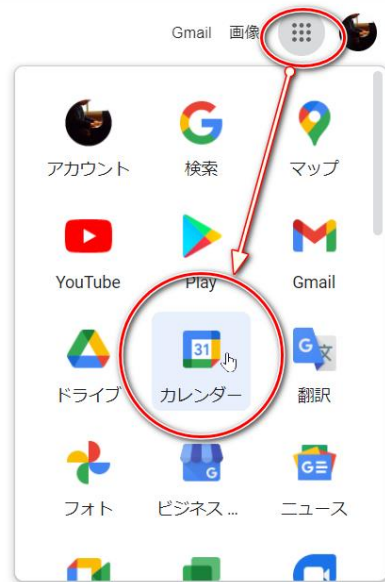 Gmail 画像
アカウント 検索 マップ
YouTube Play Gmail
31 G 文
ドライブ カレンダー 翻訳
G GE
フォト ビジネス ... ニュース